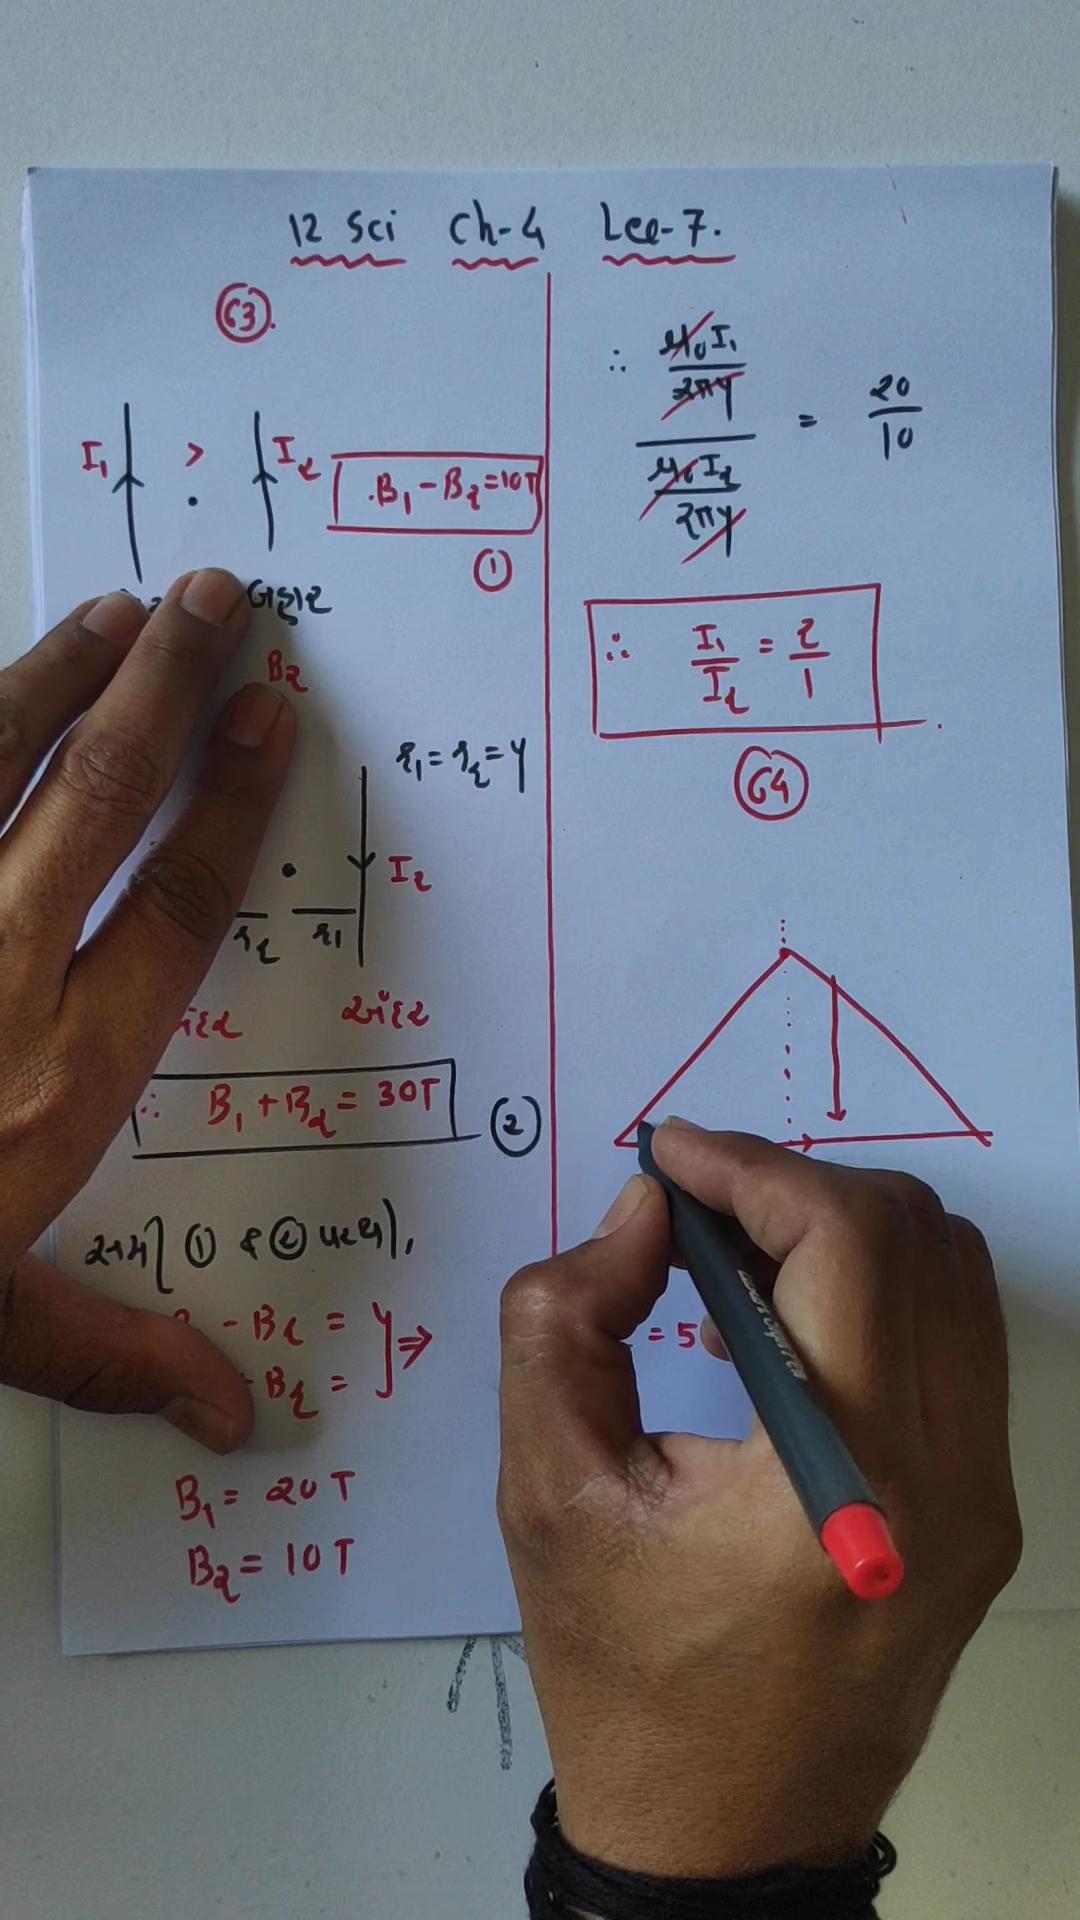 12 Sci Ch-4 Lec-7.
63.
I₁ > I₂
B₁ - B₂ = 10T
①
બહાર
B₂
r₁ = r₂ = y
I₂
r₂ r₁
અંદર
∴ B₁ + B₂ = 30T
②
સમી ① & ② પરથી,
- B₂ =
B₂ = } ⇒
B₁ = 20 T
B₂ = 10 T
∴ (μ₀I₁ / 2πy) / (μ₀I₂ / 2πy) = 20 / 10
∴ I₁ / I₂ = 2 / 1
64
= 5